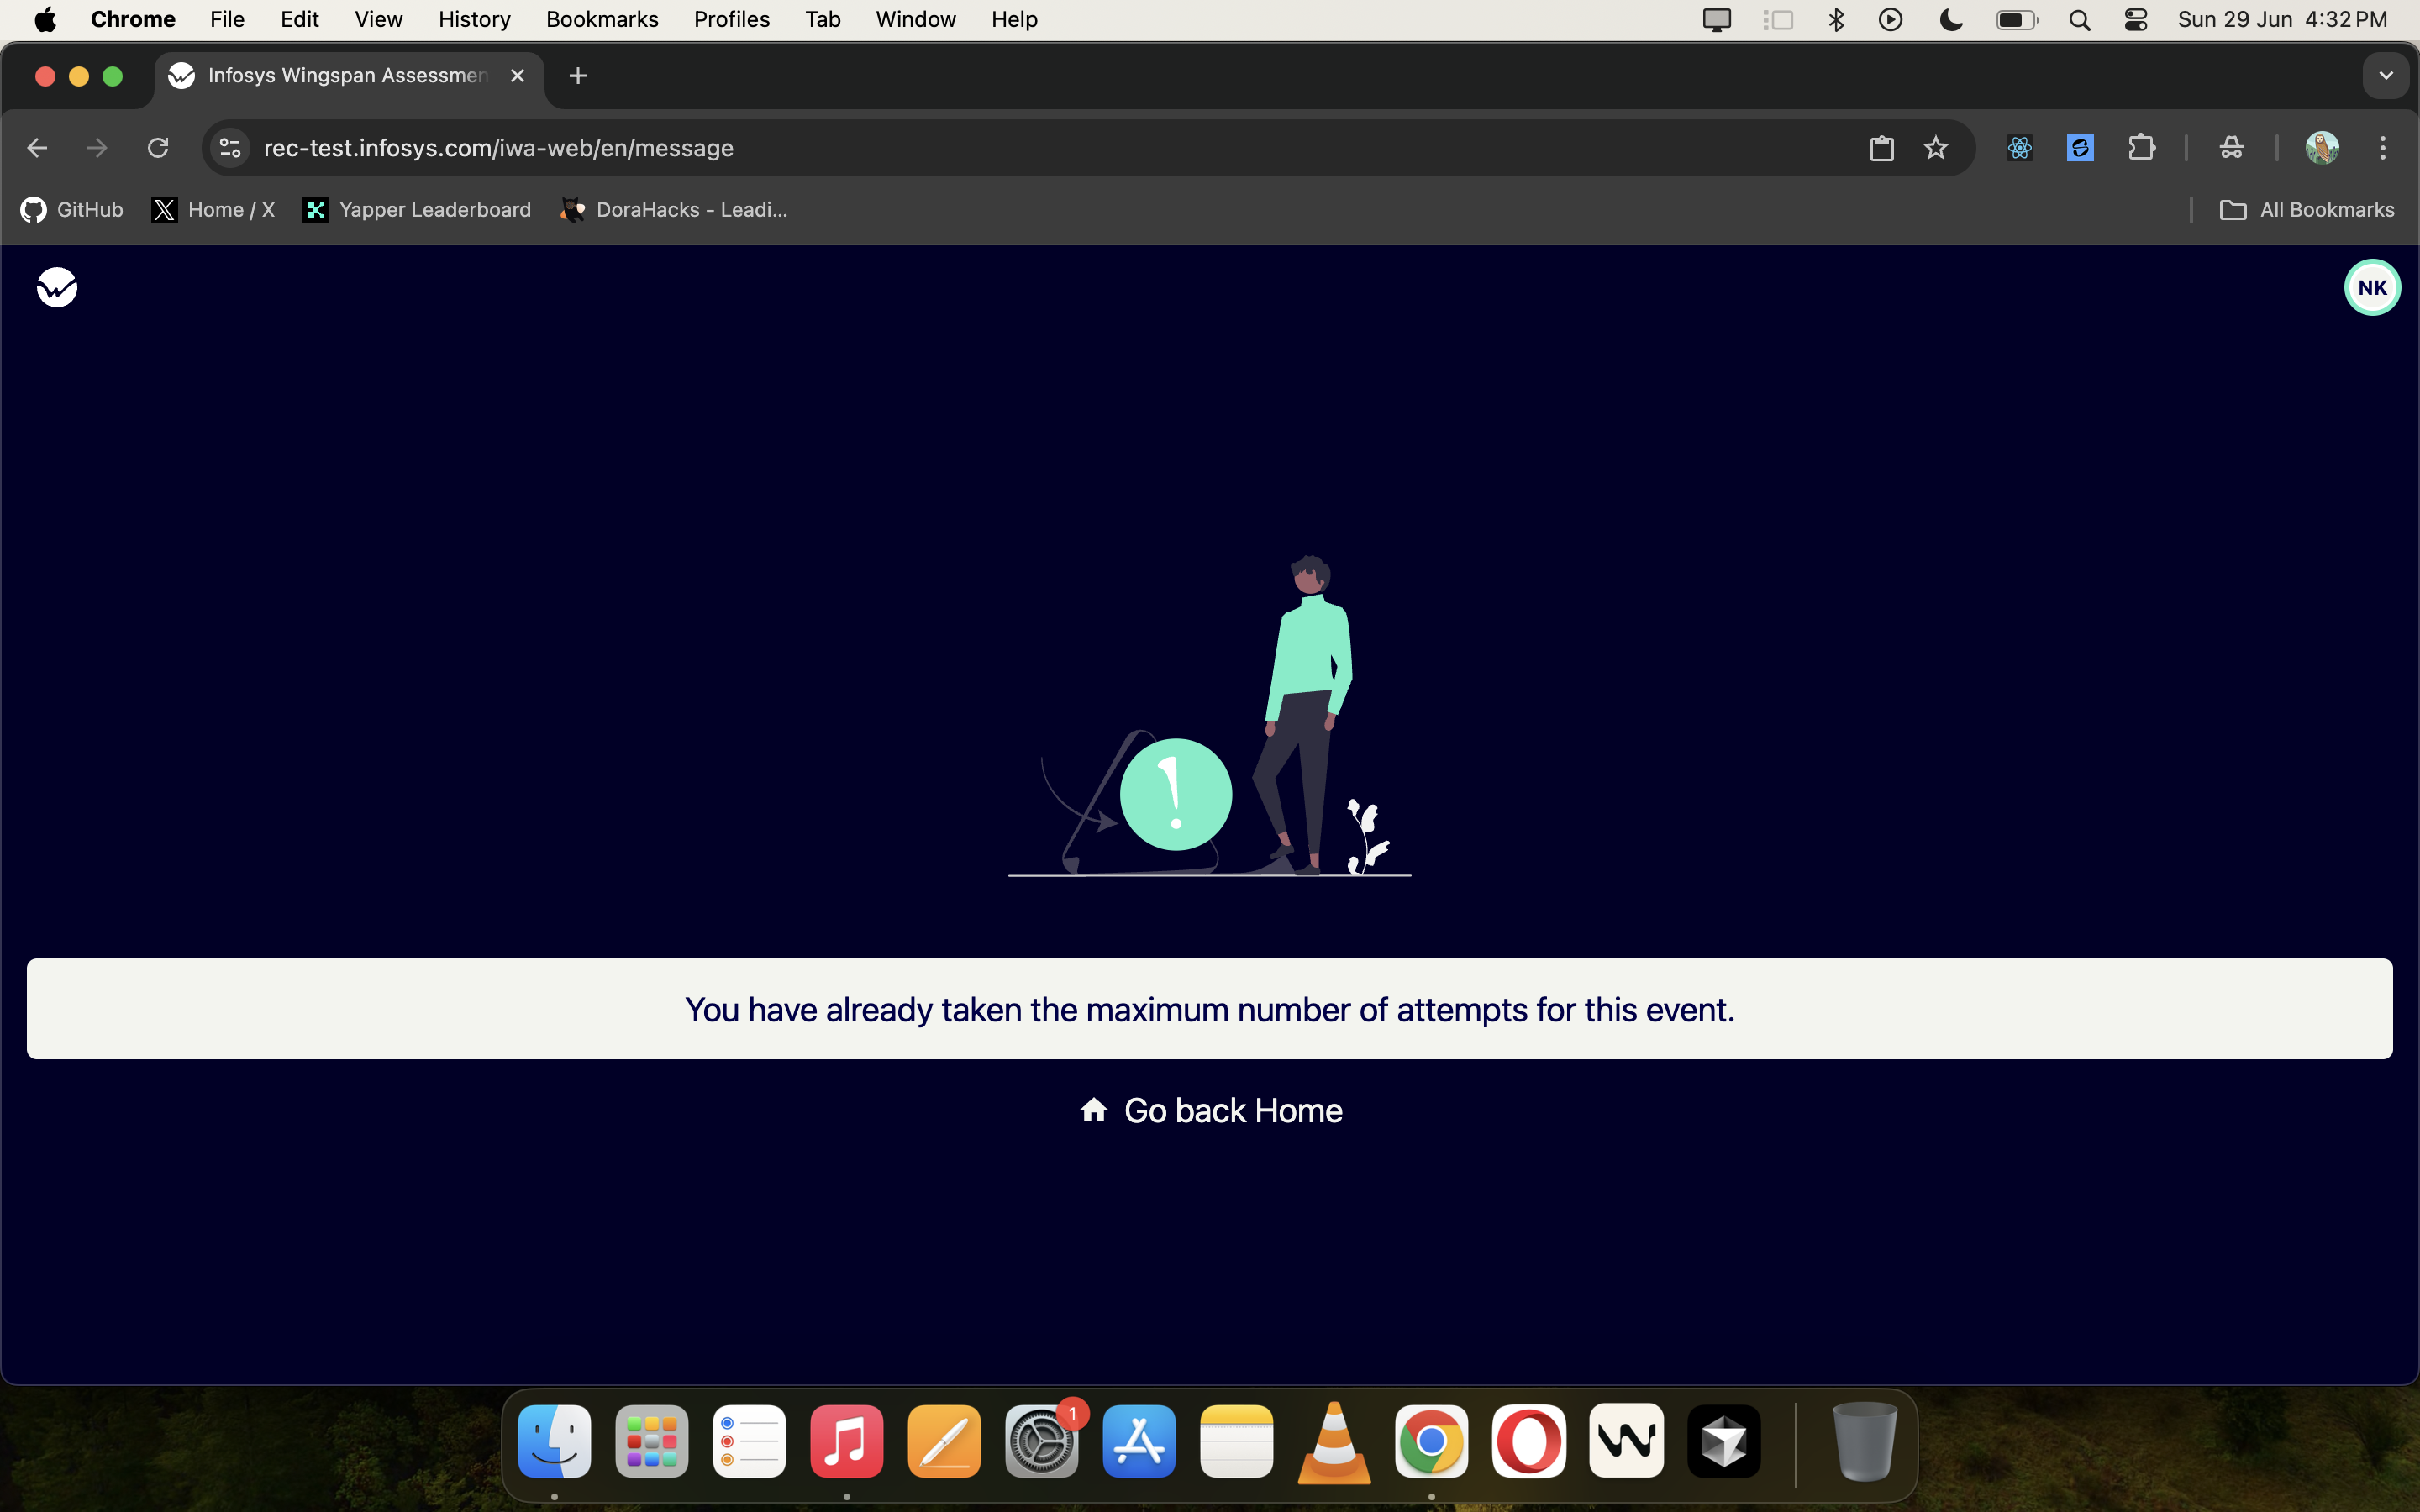 Chrome File Edit View History Bookmarks Profiles Tab Window Help Sun 29 Jun 4:32 PM
Infosys Wingspan Assessmen
rec-test.infosys.com/iwa-web/en/message
GitHub Home / X Yapper Leaderboard DoraHacks - Leadi... All Bookmarks
NK
!
You have already taken the maximum number of attempts for this event.
Go back Home
1